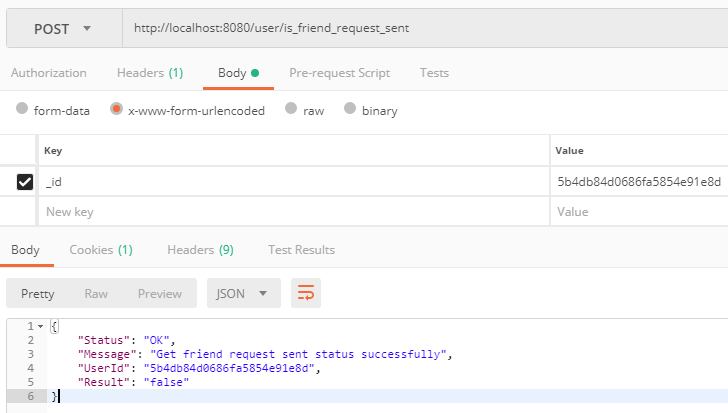 POST http://localhost:8080/user/is_friend_request_sent
Authorization Headers (1) Body Pre-request Script Tests
form-data x-www-form-urlencoded raw binary
Key Value
_id 5b4db84d0686fa5854e91e8d
New key Value
Body Cookies (1) Headers (9) Test Results
Pretty Raw Preview JSON
1 {
2 "Status": "OK",
3 "Message": "Get friend request sent status successfully",
4 "UserId": "5b4db84d0686fa5854e91e8d",
5 "Result": "false"
6 }